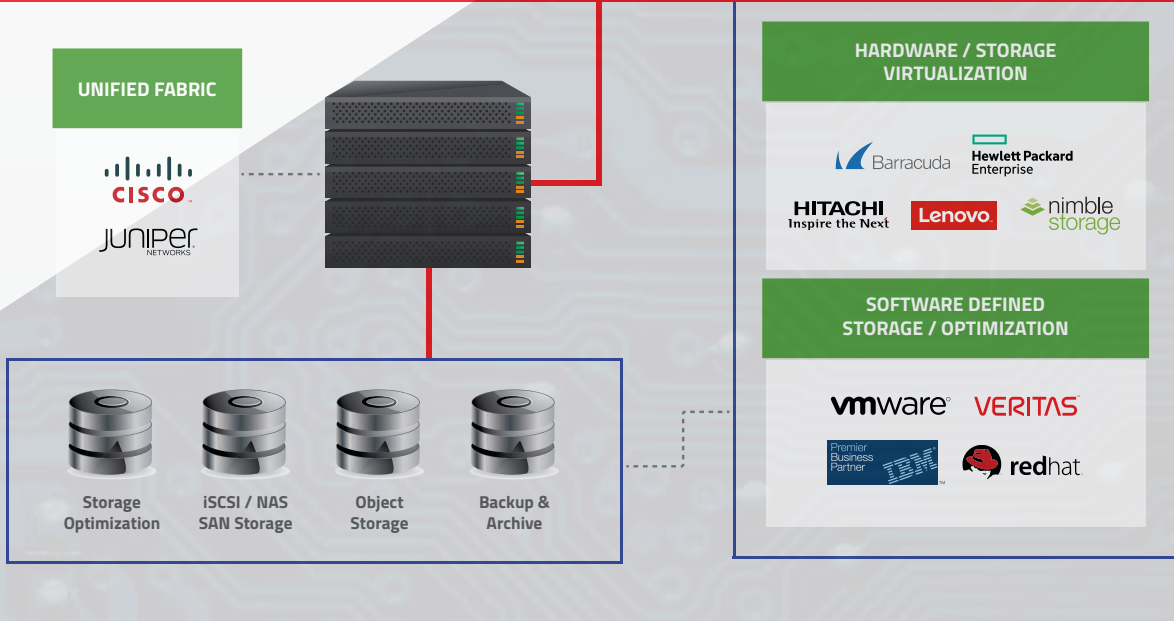 UNIFIED FABRIC
CISCO
JUNIPER
NETWORKS
Storage
Optimization
iSCSI / NAS
SAN Storage
Object
Storage
Backup &
Archive
HARDWARE / STORAGE
VIRTUALIZATION
Barracuda
Hewlett Packard
Enterprise
HITACHI
Inspire the Next
Lenovo
nimble
storage
SOFTWARE DEFINED
STORAGE / OPTIMIZATION
vmware
VERITAS
Premier
Business
Partner
IBM
TM
redhat